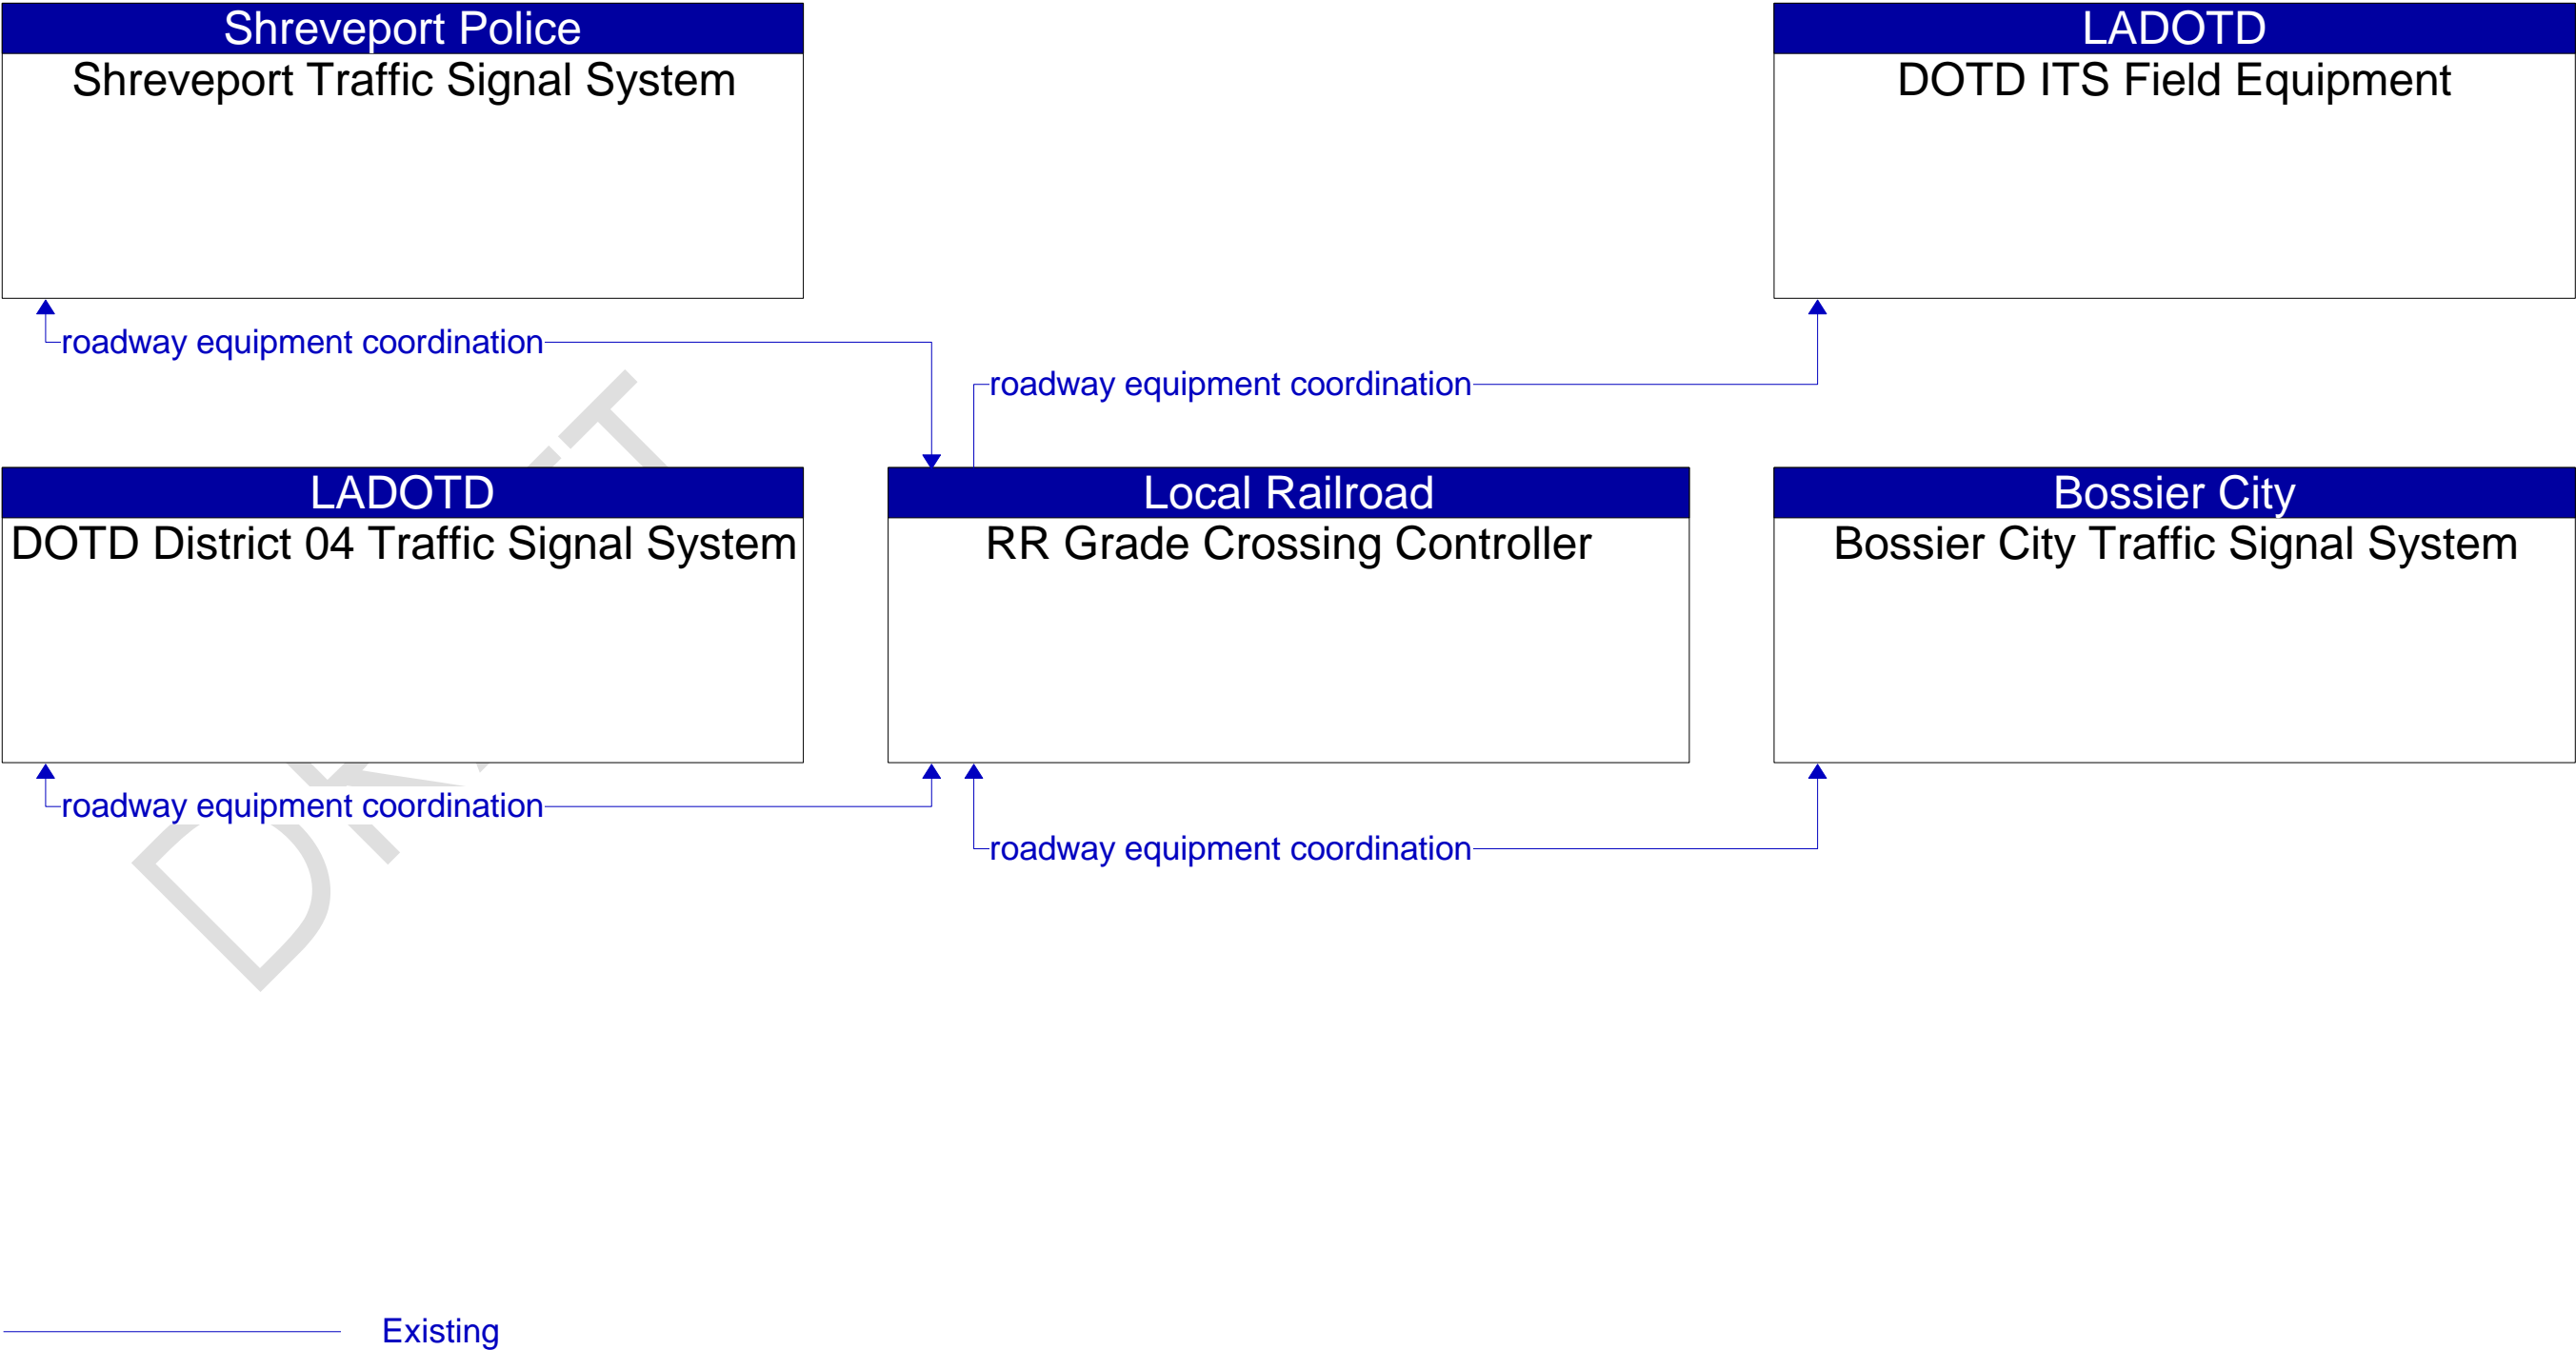 Shreveport Police
Shreveport Traffic Signal System
LADOTD
DOTD ITS Field Equipment
roadway equipment coordination
roadway equipment coordination
LADOTD
DOTD District 04 Traffic Signal System
Local Railroad
RR Grade Crossing Controller
Bossier City
Bossier City Traffic Signal System
roadway equipment coordination
roadway equipment coordination
DRAFT
Existing